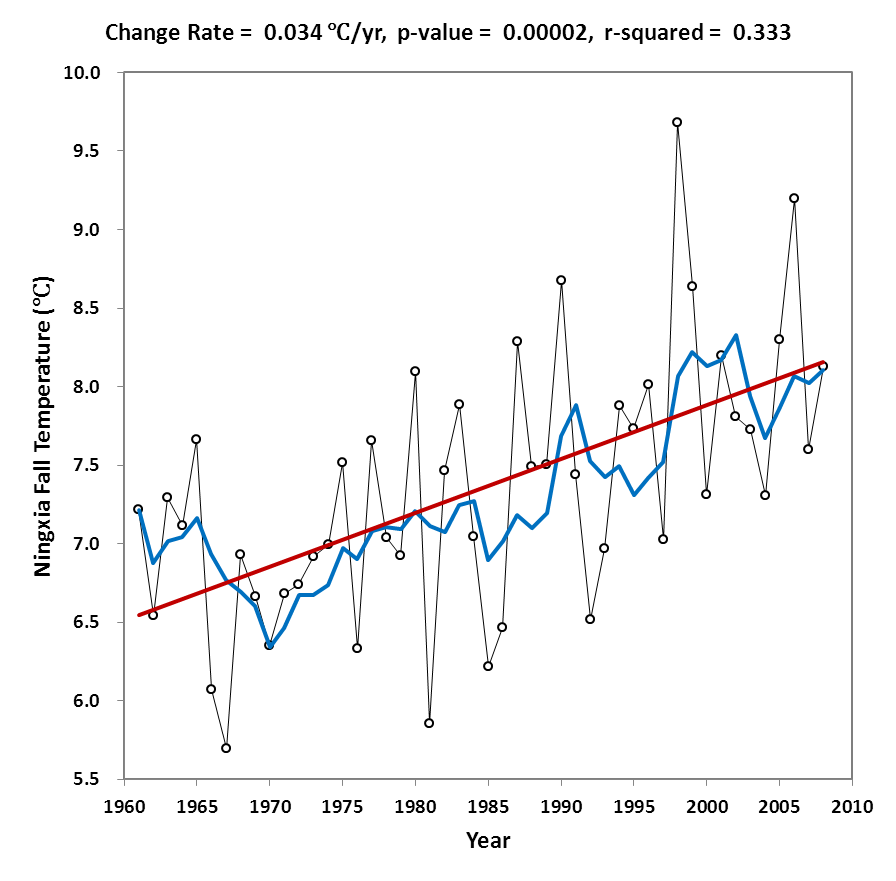 Change Rate = 0.034 ℃/yr, p-value = 0.00002, r-squared = 0.333
10.0
9.5
9.0
8.5
8.0
7.5
7.0
6.5
6.0
5.5
Ningxia Fall Temperature (℃)
1960 1965 1970 1975 1980 1985 1990 1995 2000 2005 2010
Year